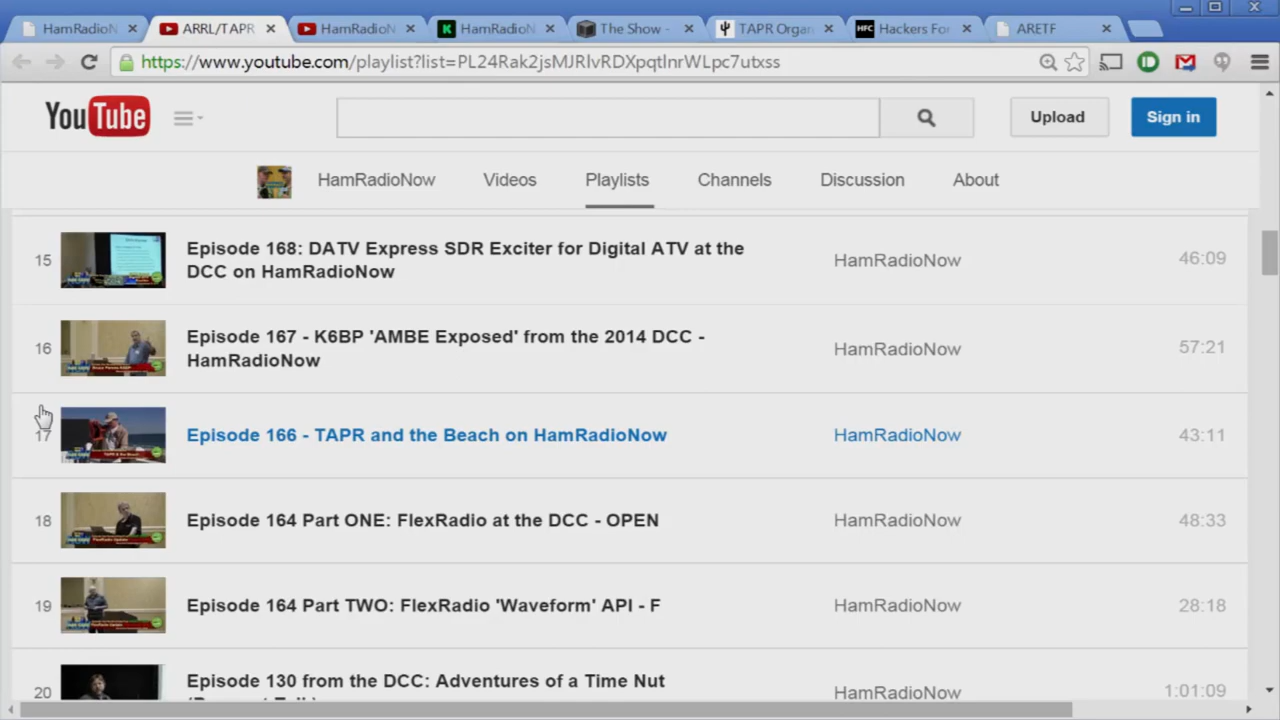 HamRadioN
ARRL/TAPR
HamRadioN
HamRadioN
The Show -
TAPR Organ
HFC Hackers For
ARETF
https://www.youtube.com/playlist?list=PL24Rak2jsMJRlvRDXpqtlnrWLpc7utxss
YouTube
Upload
Sign in
HamRadioNow
Videos
Playlists
Channels
Discussion
About
15
Episode 168: DATV Express SDR Exciter for Digital ATV at the
DCC on HamRadioNow
HamRadioNow
46:09
16
Episode 167 - K6BP 'AMBE Exposed' from the 2014 DCC -
HamRadioNow
HamRadioNow
57:21
17
Episode 166 - TAPR and the Beach on HamRadioNow
HamRadioNow
43:11
18
Episode 164 Part ONE: FlexRadio at the DCC - OPEN
HamRadioNow
48:33
19
Episode 164 Part TWO: FlexRadio 'Waveform' API - F
HamRadioNow
28:18
20
Episode 130 from the DCC: Adventures of a Time Nut
HamRadioNow
1:01:09